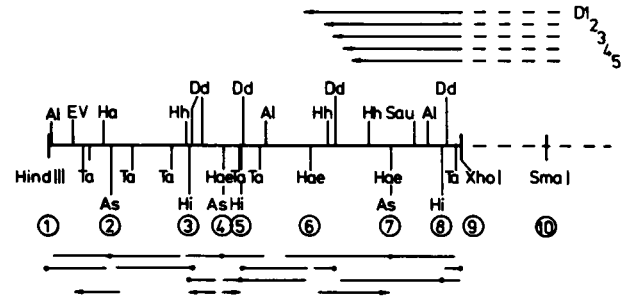 D1
2
3
4
5
Al EV Ha Hh Dd Dd Al Hh Dd Hh Sau Al Dd
Hind III Ta Ta Ta Hae Ta Ta Hae Hae Ta Xho I Sma I
As Hi As Hi As Hi
1 2 3 4 5 6 7 8 9 10